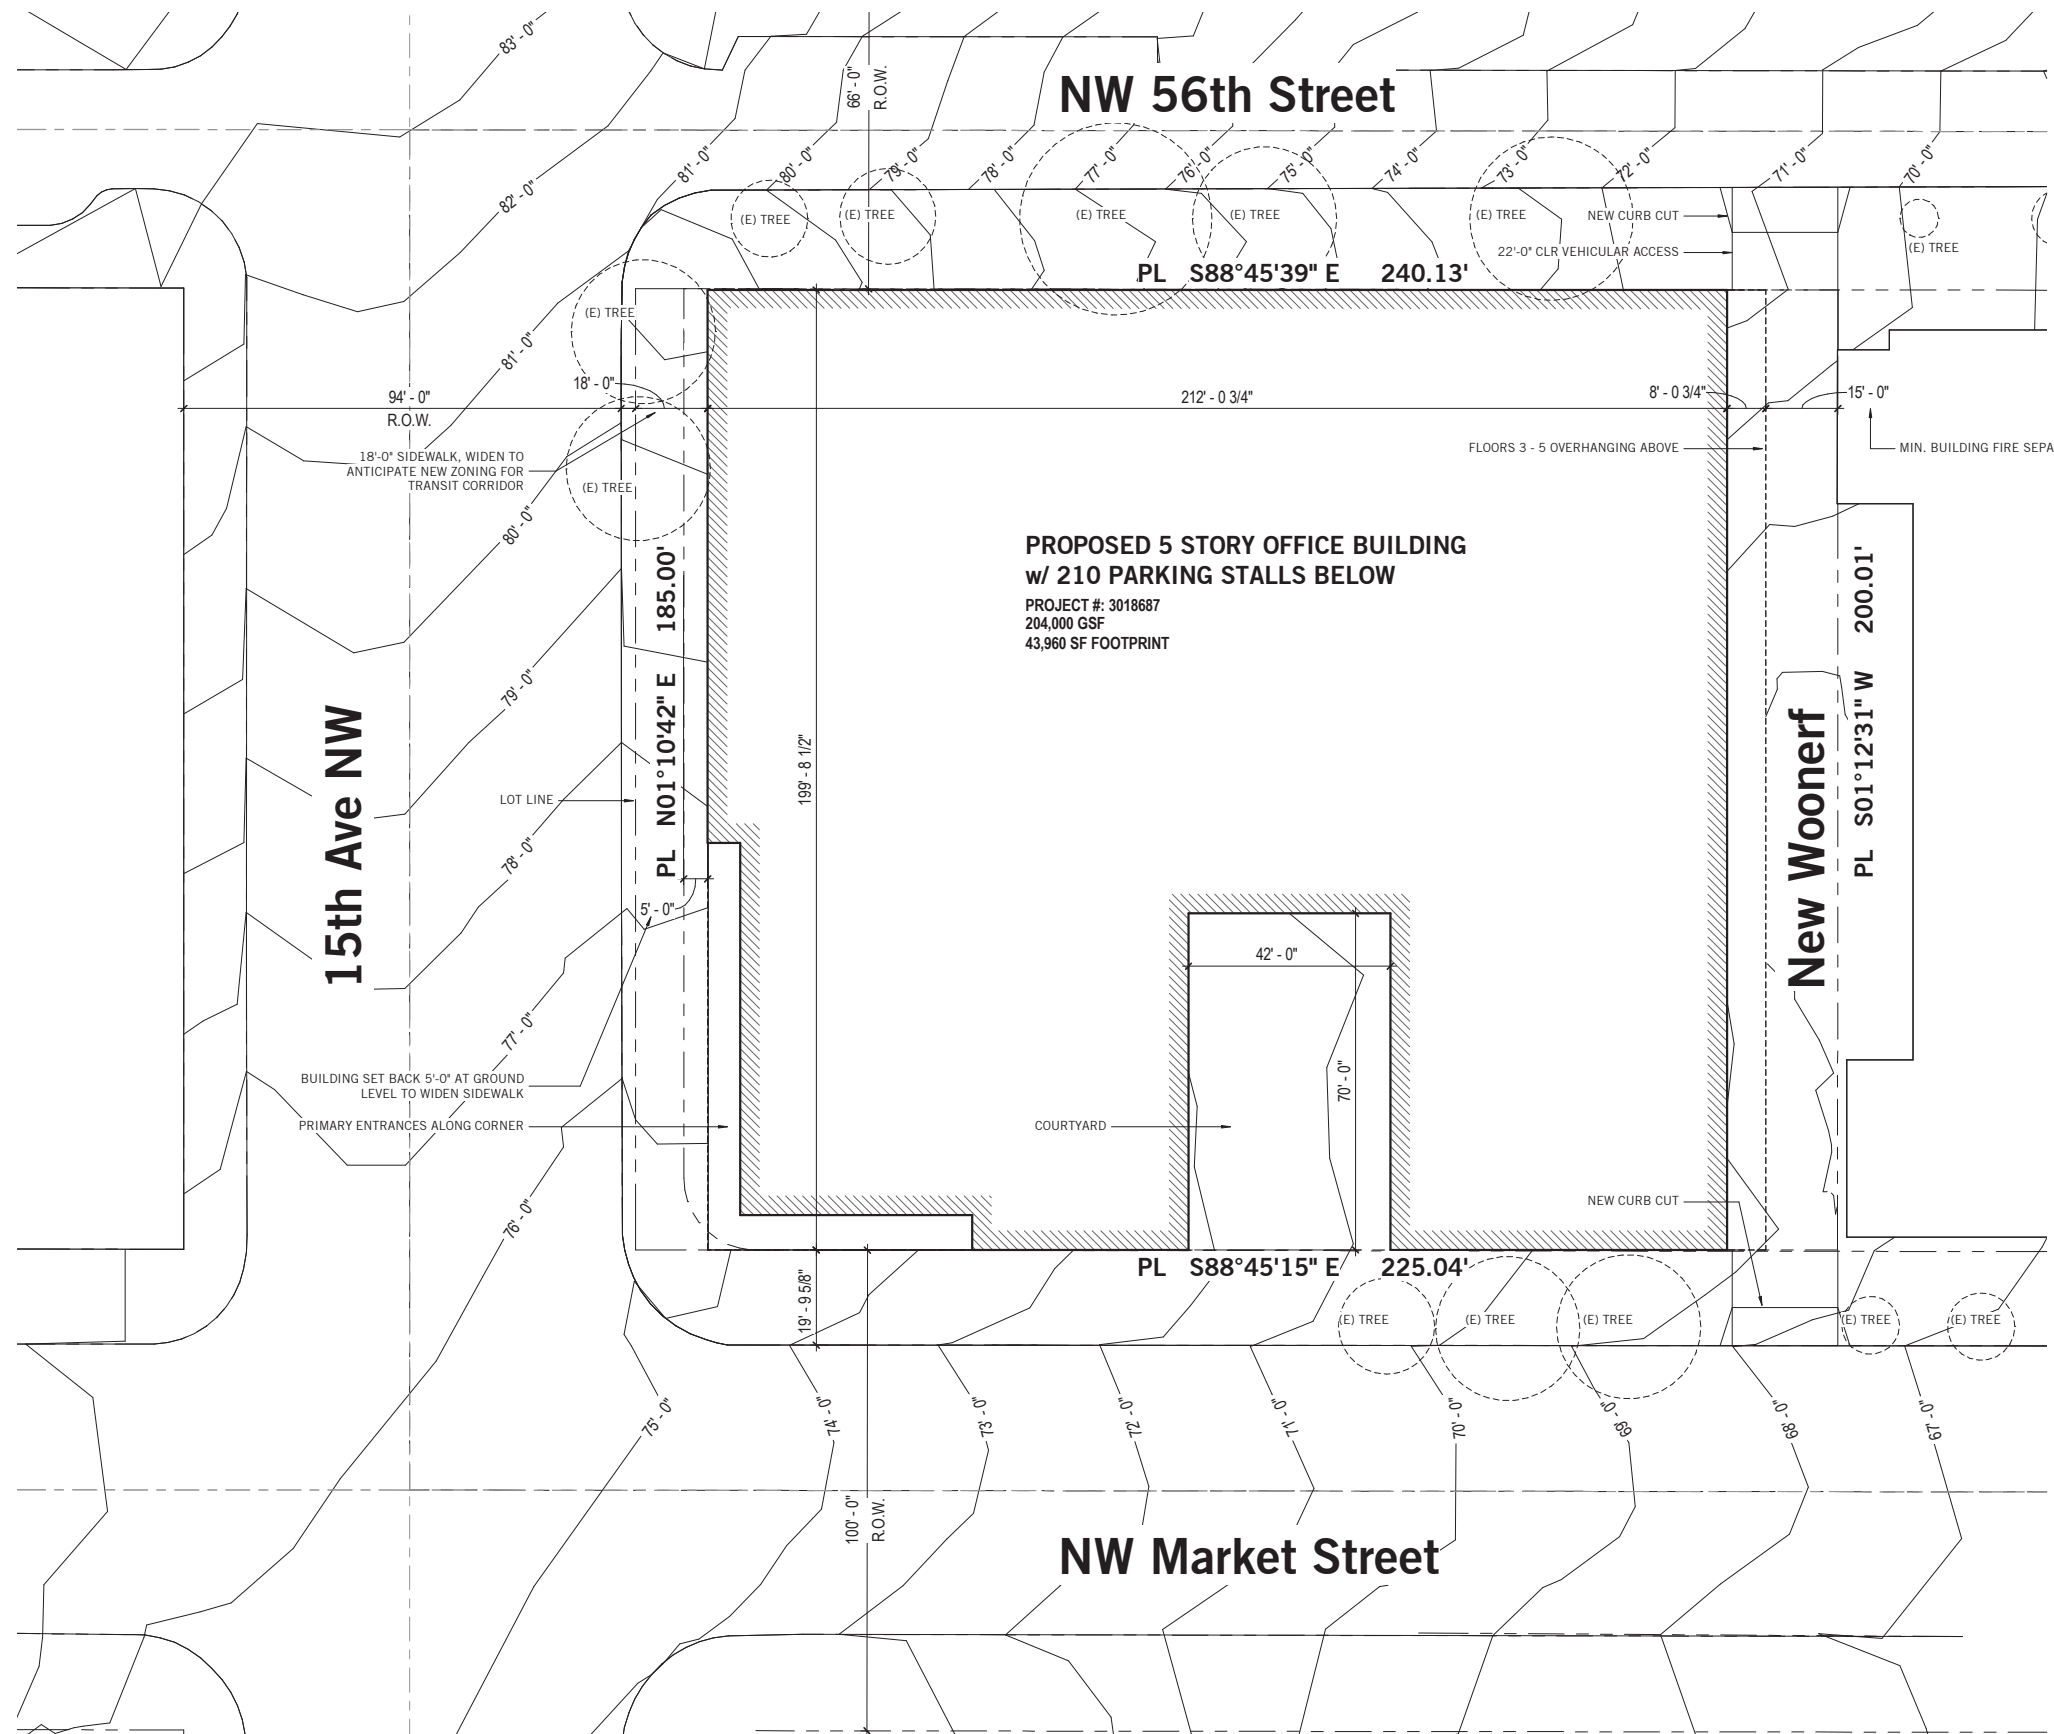 83' - 0"
66' - 0"
R.O.W.
NW 56th Street
82' - 0"
81' - 0"
80' - 0"
79' - 0"
78' - 0"
77' - 0"
76' - 0"
75' - 0"
74' - 0"
73' - 0"
72' - 0"
71' - 0"
70' - 0"
(E) TREE
(E) TREE
(E) TREE
(E) TREE
(E) TREE
NEW CURB CUT
(E) TREE
22'-0" CLR VEHICULAR ACCESS
PL S88°45'39" E 240.13'
(E) TREE
81' - 0"
94' - 0"
R.O.W.
18' - 0"
212' - 0 3/4"
8' - 0 3/4"
15' - 0"
18'-0" SIDEWALK, WIDEN TO
ANTICIPATE NEW ZONING FOR
TRANSIT CORRIDOR
(E) TREE
FLOORS 3 - 5 OVERHANGING ABOVE
MIN. BUILDING FIRE SEPA
80' - 0"
PROPOSED 5 STORY OFFICE BUILDING
w/ 210 PARKING STALLS BELOW
PROJECT #: 3018687
204,000 GSF
43,960 SF FOOTPRINT
PL N01°10'42" E 185.00'
PL S01°12'31" W 200.01'
79' - 0"
15th Ave NW
199' - 8 1/2"
New Woonerf
LOT LINE
78' - 0"
5' - 0"
42' - 0"
77' - 0"
70' - 0"
BUILDING SET BACK 5'-0" AT GROUND
LEVEL TO WIDEN SIDEWALK
PRIMARY ENTRANCES ALONG CORNER
COURTYARD
76' - 0"
NEW CURB CUT
PL S88°45'15" E 225.04'
19' - 9 5/8"
(E) TREE
(E) TREE
(E) TREE
(E) TREE
(E) TREE
75' - 0"
74' - 0"
73' - 0"
72' - 0"
71' - 0"
70' - 0"
69' - 0"
68' - 0"
67' - 0"
100' - 0"
R.O.W.
NW Market Street